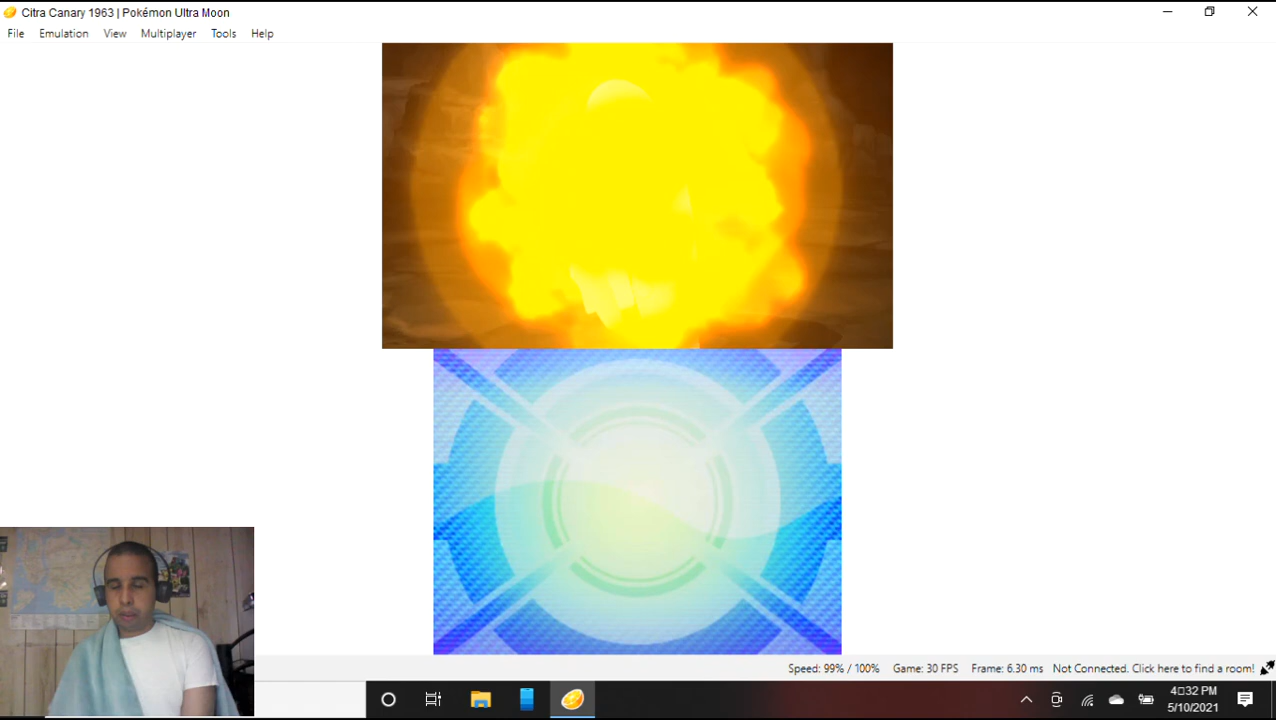 Citra Canary 1963 | Pokémon Ultra Moon
File Emulation View Multiplayer Tools Help
Speed: 99% / 100% Game: 30 FPS Frame: 6.30 ms Not Connected. Click here to find a room!
4□32 PM
5/10/2021